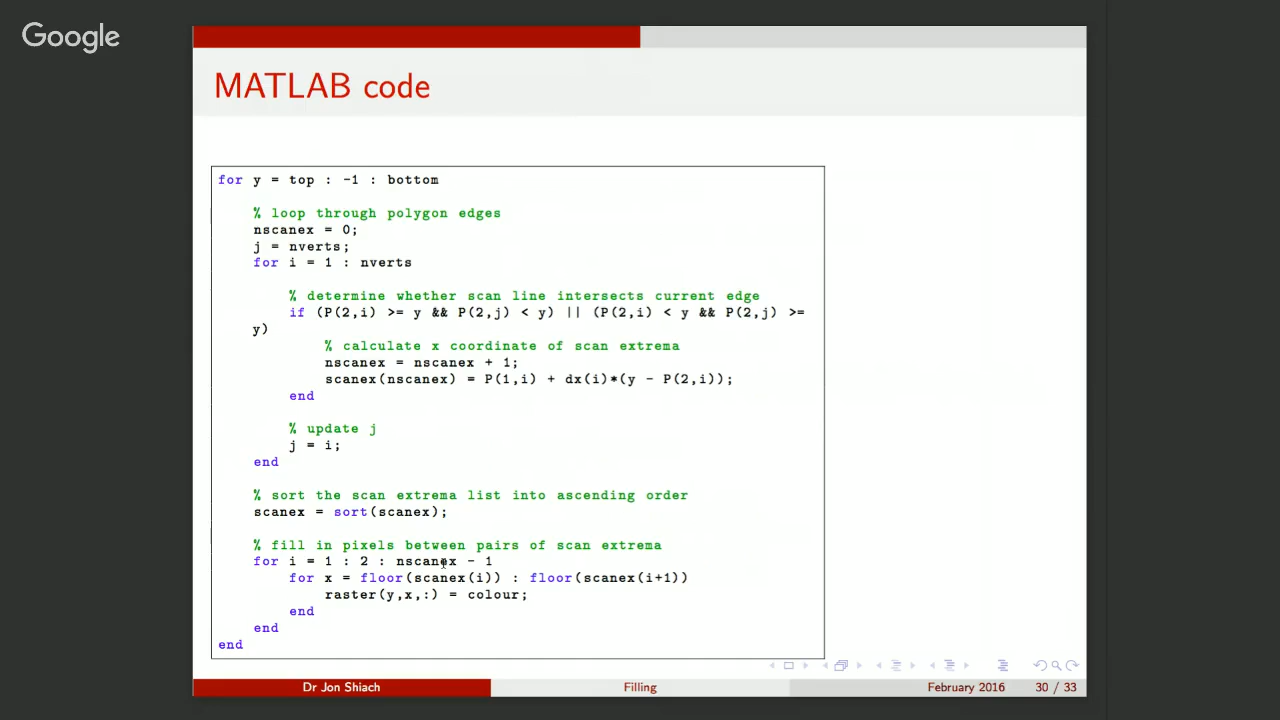 Google
MATLAB code
for y = top : -1 : bottom
% loop through polygon edges
nscanex = 0;
j = nverts;
for i = 1 : nverts
% determine whether scan line intersects current edge
if (P(2,i) >= y && P(2,j) < y) || (P(2,i) < y && P(2,j) >=
y)
% calculate x coordinate of scan extrema
nscanex = nscanex + 1;
scanex(nscanex) = P(1,i) + dx(i)*(y - P(2,i));
end
% update j
j = i;
end
% sort the scan extrema list into ascending order
scanex = sort(scanex);
% fill in pixels between pairs of scan extrema
for i = 1 : 2 : nscanex - 1
for x = floor(scanex(i)) : floor(scanex(i+1))
raster(y,x,:) = colour;
end
end
end
Dr Jon Shiach Filling February 2016 30 / 33